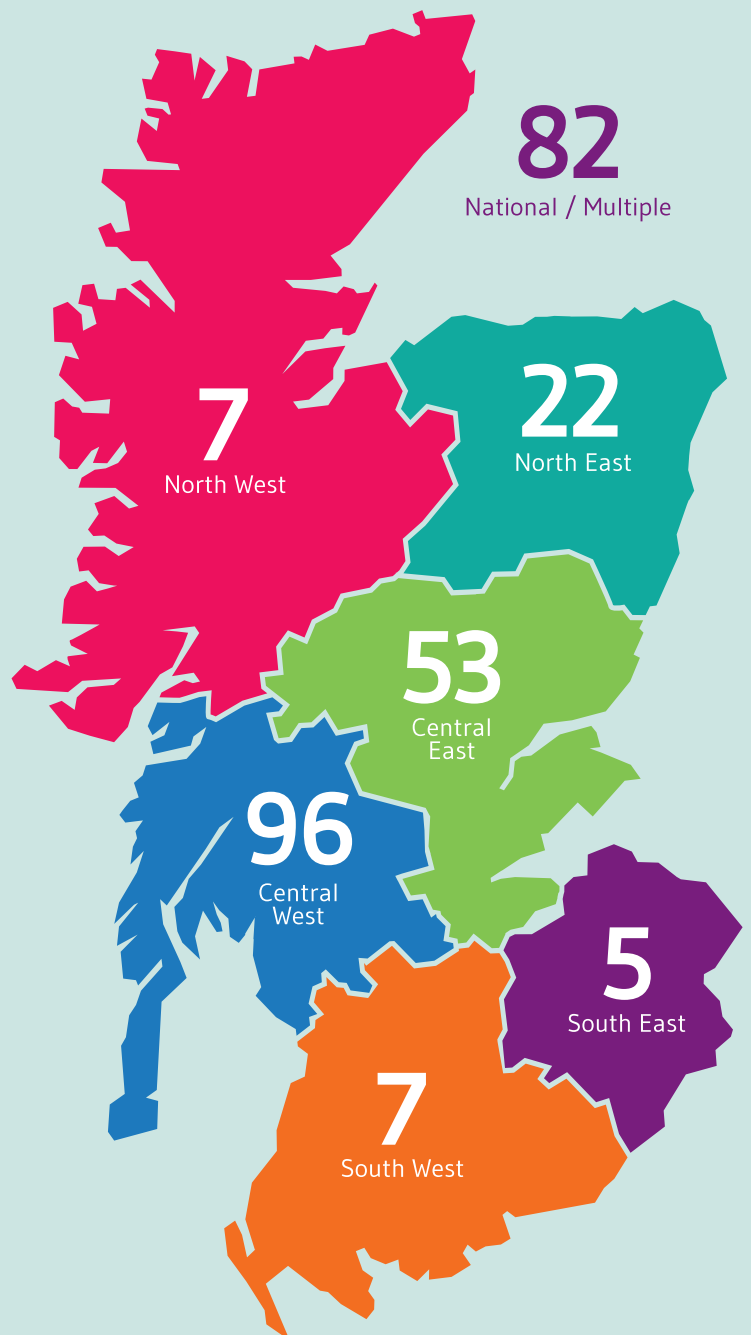 82
National / Multiple
22
North East
7
North West
53
Central
East
96
Central
West
5
South East
7
South West